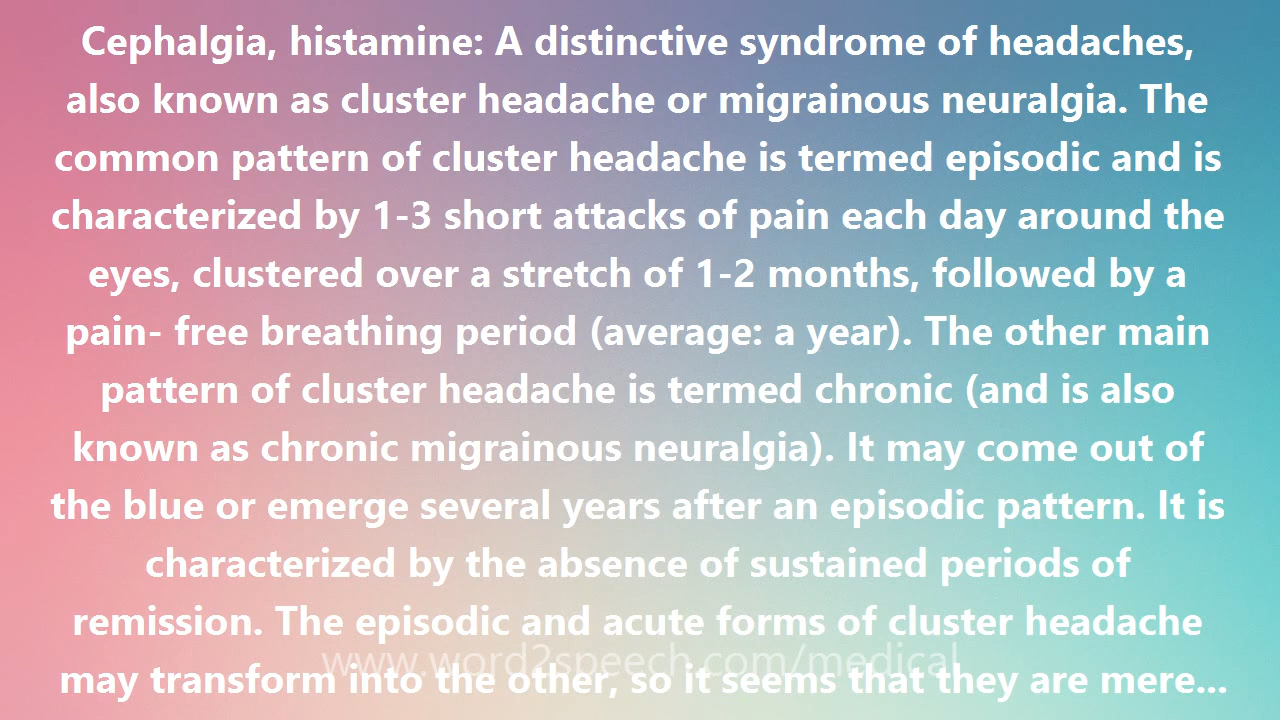 Cephalgia, histamine: A distinctive syndrome of headaches,
also known as cluster headache or migrainous neuralgia. The
common pattern of cluster headache is termed episodic and is
characterized by 1-3 short attacks of pain each day around the
eyes, clustered over a stretch of 1-2 months, followed by a
pain- free breathing period (average: a year). The other main
pattern of cluster headache is termed chronic (and is also
known as chronic migrainous neuralgia). It may come out of
the blue or emerge several years after an episodic pattern. It is
characterized by the absence of sustained periods of
remission. The episodic and acute forms of cluster headache
www.word2speech.com/medical
may transform into the other, so it seems that they are mere...